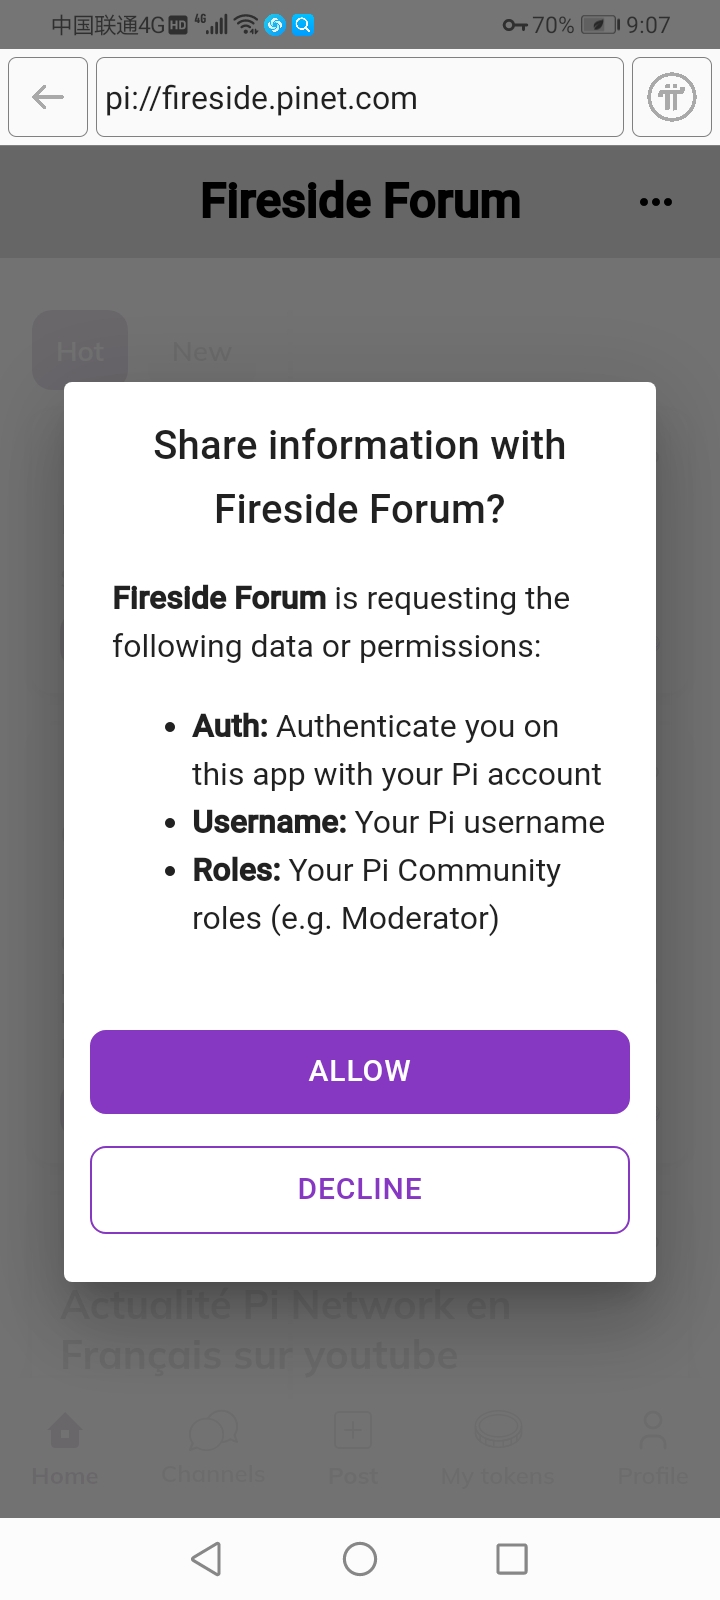 中国联通4G HD 4G 70% 9:07
pi://fireside.pinet.com
Fireside Forum
Hot New
Share information with
Fireside Forum?
Fireside Forum is requesting the
following data or permissions:
• Auth: Authenticate you on
this app with your Pi account
• Username: Your Pi username
• Roles: Your Pi Community
roles (e.g. Moderator)
ALLOW
DECLINE
Actualité Pi Network en
Français sur youtube
Home Channels Post My tokens Profile